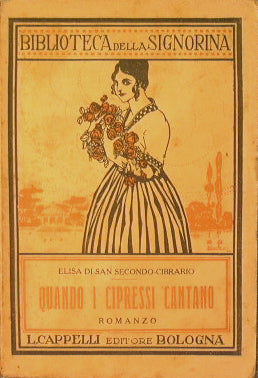 BIBLIOTECA DELLA SIGNORINA
ELISA DI SAN SECONDO-CIBRARIO
QUANDO I CIPRESSI CANTANO
ROMANZO
L. CAPPELLI EDITORE BOLOGNA